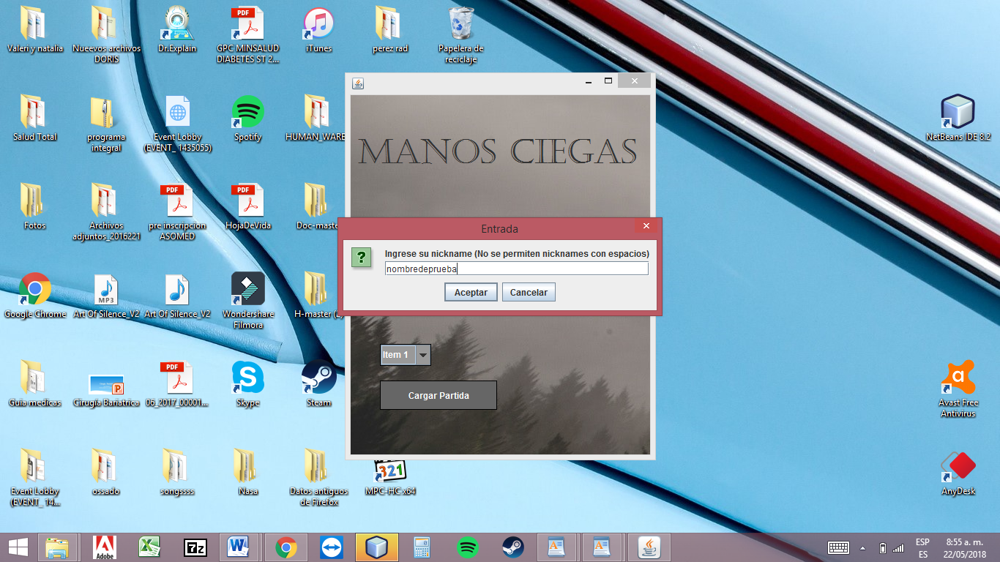 Valeri y natalia
Nueevos archivos
DORIS
Dr.Explain
PDF
GPC MINSALUD
DIABETES ST 2...
iTunes
perez rad
Papelera de
reciclaje
Salud Total
programa
integral
Event Lobby
(EVENT_ 1435055)
Spotify
HUMAN_WARE
NetBeans IDE 8.2
MANOS CIEGAS
Fotos
Archivos
adjuntos_2016221
PDF
pre inscripcion
ASOMED
PDF
HojaDeVida
Doc-maste
Entrada
?
Ingrese su nickname (No se permiten nicknames con espacios)
nombredeprueba
Aceptar
Cancelar
Google Chrome
MP3
Art Of Silence_V2
Art Of Silence_V2
Wondershare
Filmora
H-master (2)
Item 1
Cargar Partida
Guia medicas
Cirugia Bariatrica
PDF
06_2017_00001...
Skype
Steam
Avast Free
Antivirus
Event Lobby
(EVENT_ 14...
ossado
songssss
Nasa
Datos antiguos
de Firefox
321
MPC-HC x64
AnyDesk
Adobe
7z
ESP
ES
8:55 a. m.
22/05/2018